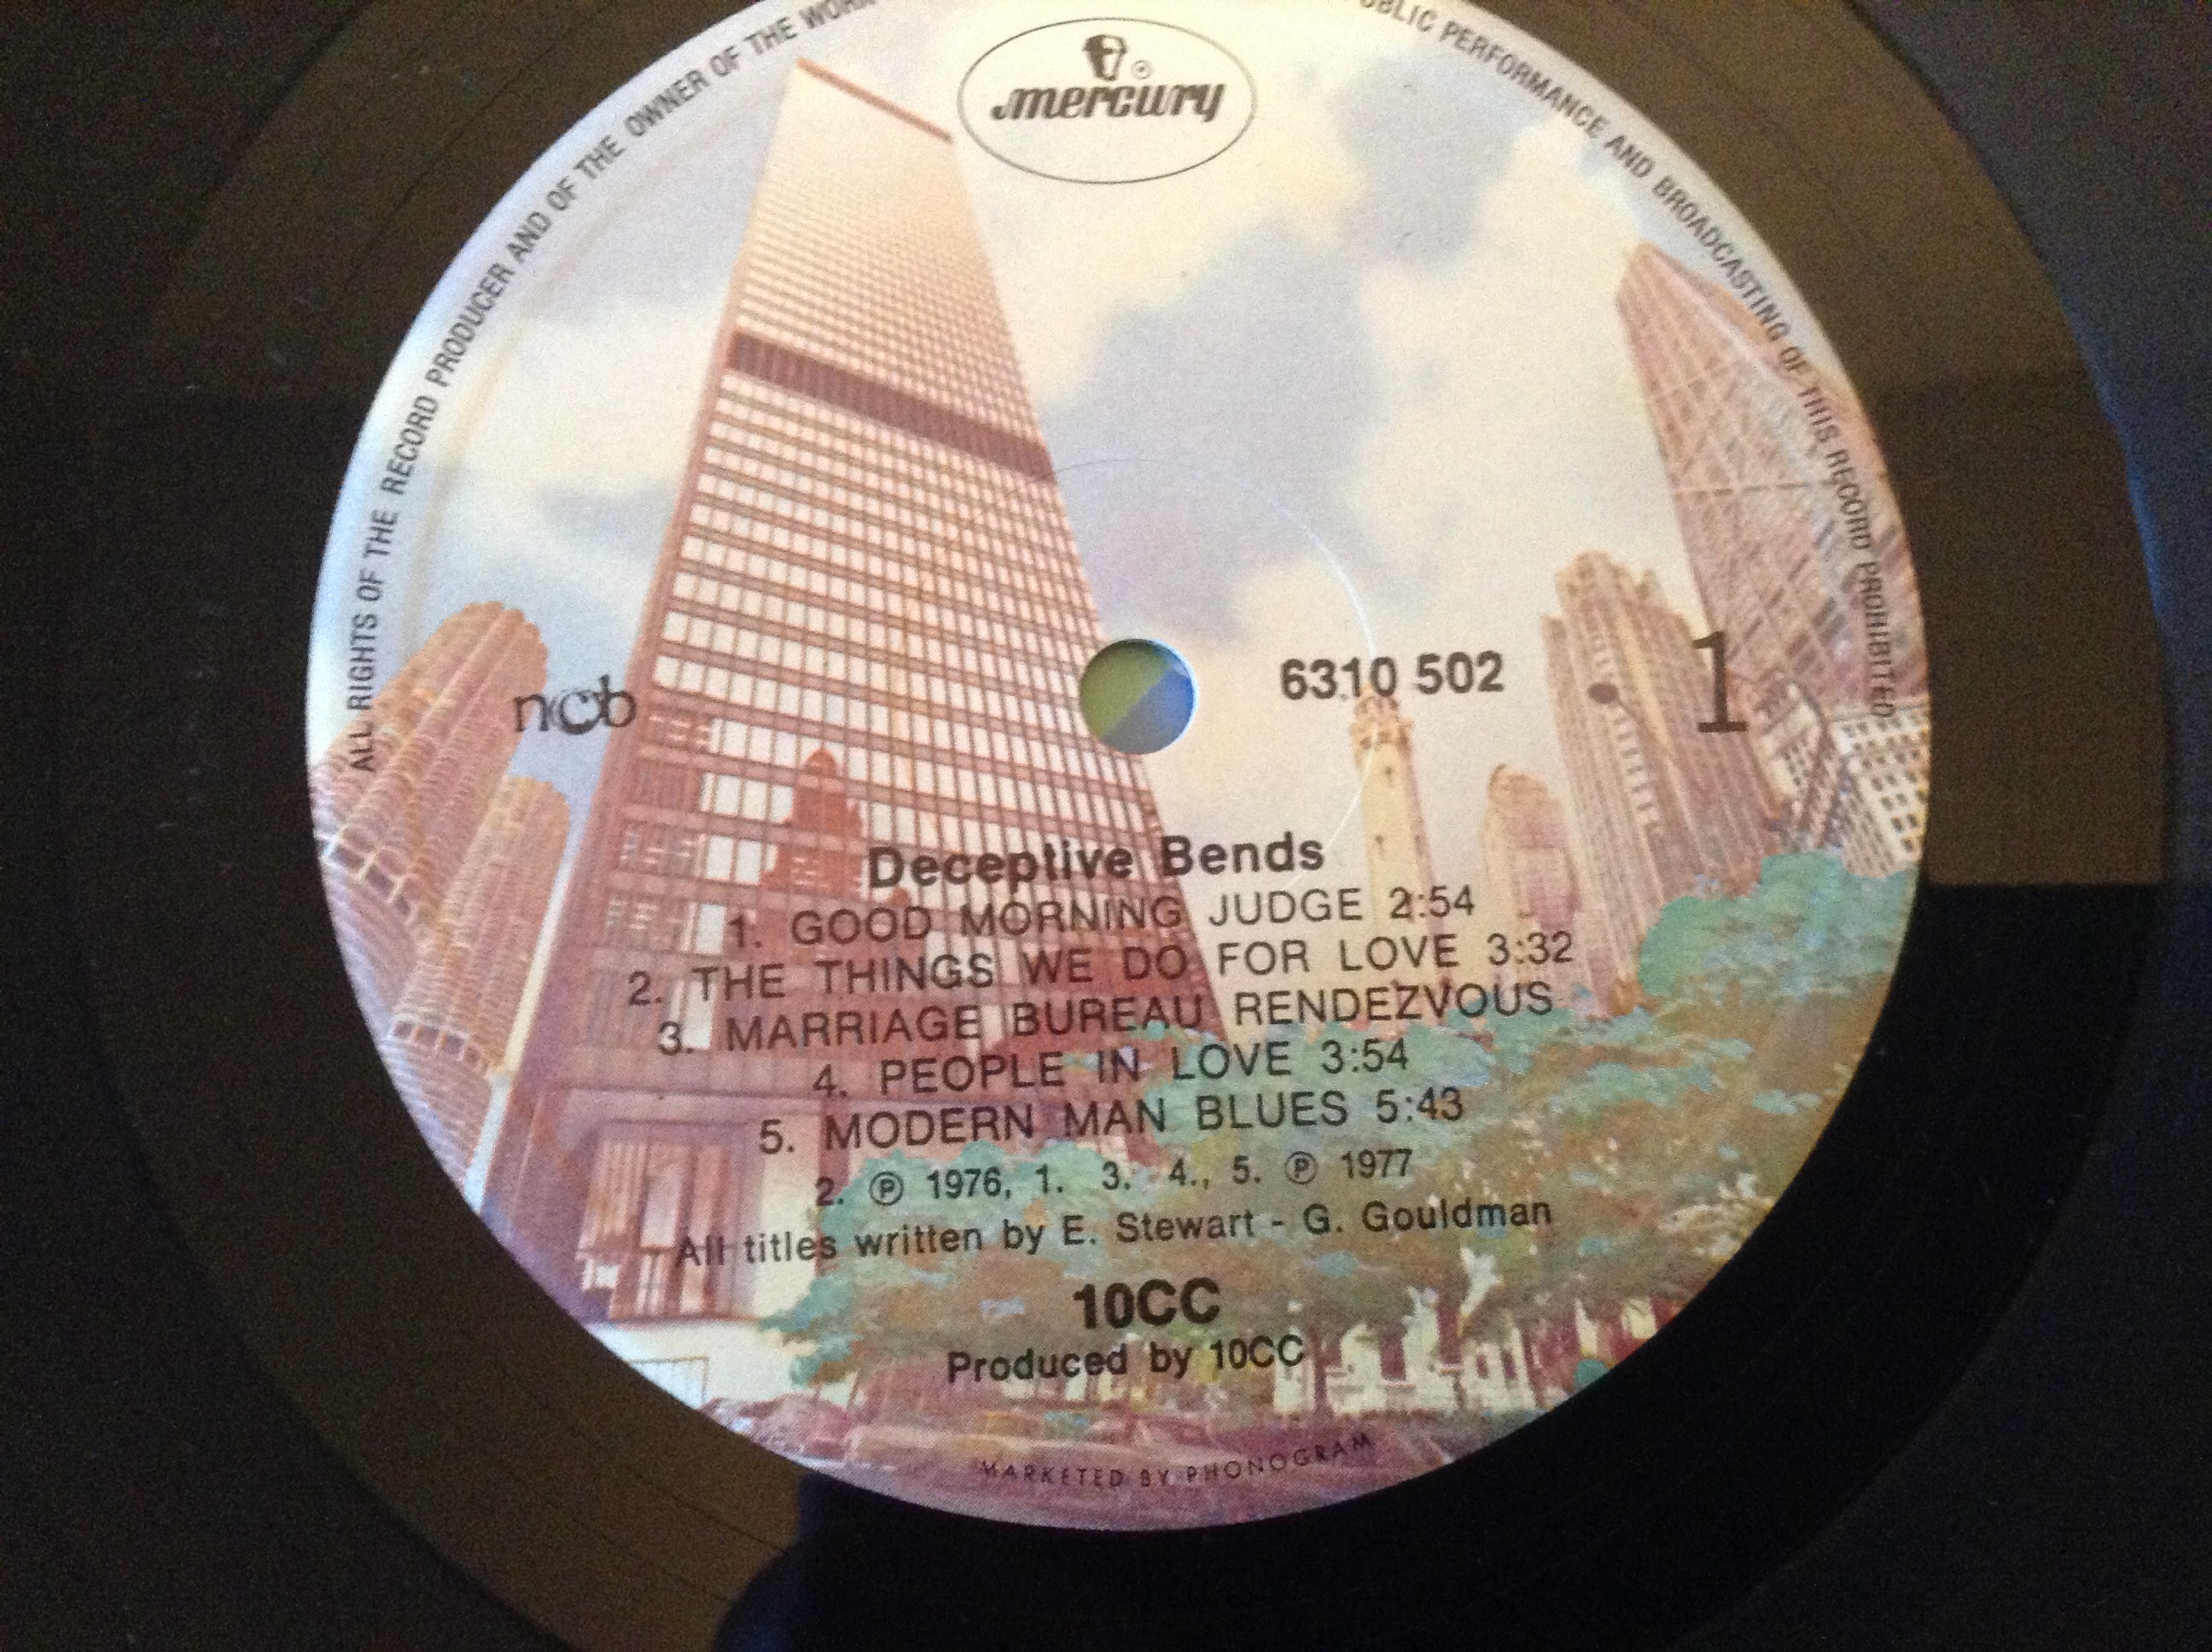 ALL RIGHTS OF THE RECORD PRODUCER AND OF THE OWNER OF THE
PUBLIC PERFORMANCE AND BROADCASTING OF THIS RECORD PROHIBITED
mercury ®
ncb
6310 502
1
Deceptive Bends
1. GOOD MORNING JUDGE 2:54
2. THE THINGS WE DO FOR LOVE 3:32
3. MARRIAGE BUREAU RENDEZVOUS
4. PEOPLE IN LOVE 3:54
5. MODERN MAN BLUES 5:43
2. ℗ 1976, 1. 3. 4., 5. ℗ 1977
All titles written by E. Stewart - G. Gouldman
10CC
Produced by 10CC
MARKETED BY PHONOGRAM